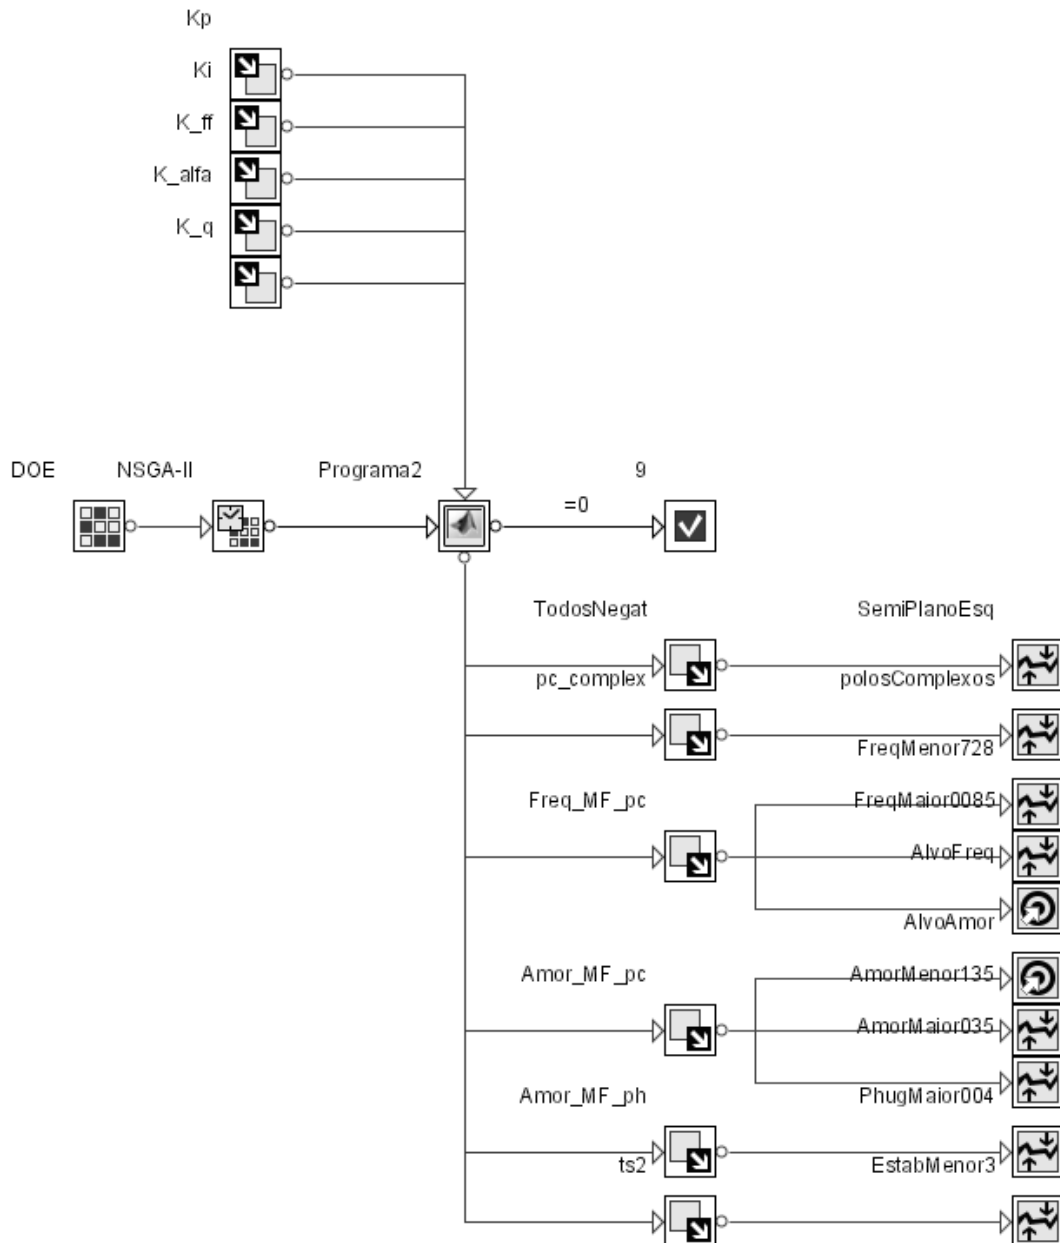 Kp
Ki
K_ff
K_alfa
K_q
DOE NSGA-II Programa2 9
=0
TodosNegat SemiPlanoEsq
pc_complex polosComplexos
FreqMenor728
Freq_MF_pc FreqMaior0085
AlvoFreq
AlvoAmor
Amor_MF_pc AmorMenor135
AmorMaior035
Amor_MF_ph PhugMaior004
ts2 EstabMenor3